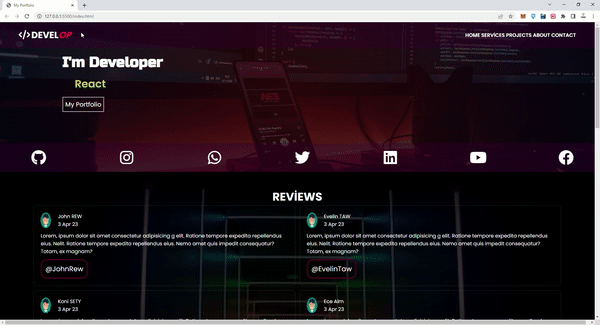 My Portfolio
127.0.0.1:5500/index.html
</>DEVELOP
HOME SERVICES PROJECTS ABOUT CONTACT
I'm Developer
React
My Portfolio
REVİEWS
John REW
3 Apr 23
Lorem, ipsum dolor sit amet consectetur adipisicing g elit. Ratione tempore expedita repellendus
eius. Nelit. Ratione tempore expedita repellendus eius. Nemo amet quis impedit consequatur?
Totam, ex magnam?
@JohnRew
Evelin TAW
3 Apr 23
Lorem, ipsum dolor sit amet consectetur adipisicing g elit. Ratione tempore expedita repellendus
eius. Nelit. Ratione tempore expedita repellendus eius. Nemo amet quis impedit consequatur?
Totam, ex magnam?
@EvelinTaw
Koni SETY
3 Apr 23
Ece Alm
3 Apr 23